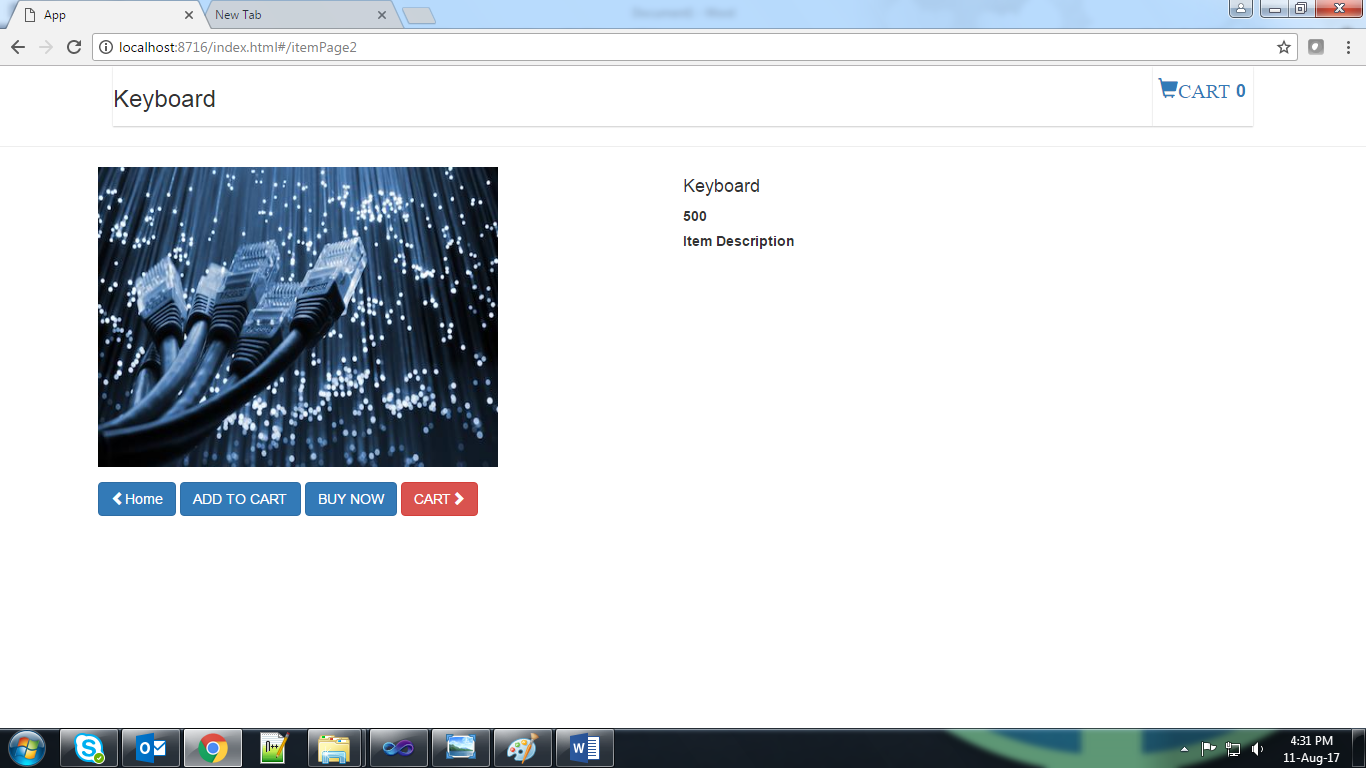 App
New Tab
localhost:8716/index.html#/itemPage2
Keyboard
CART 0
Keyboard
500
Item Description
Home
ADD TO CART
BUY NOW
CART
4:31 PM
11-Aug-17